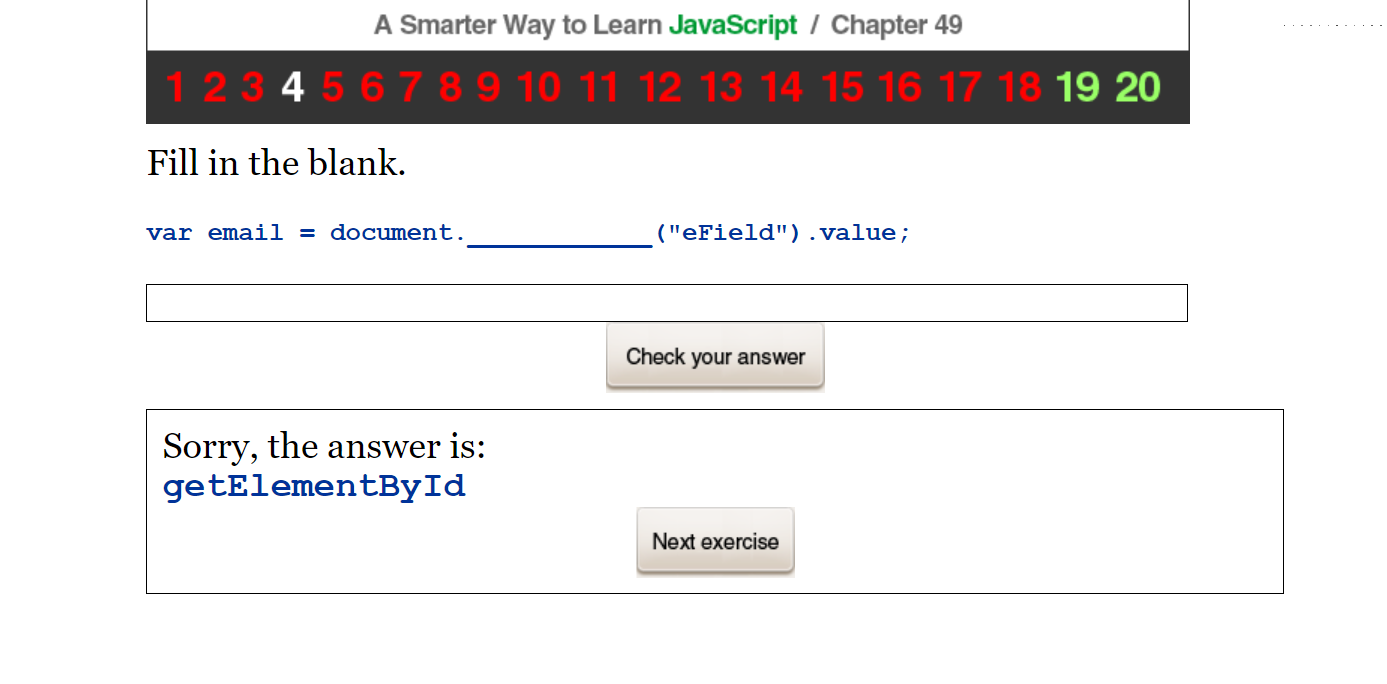 A Smarter Way to Learn JavaScript / Chapter 49
1 2 3 4 5 6 7 8 9 10 11 12 13 14 15 16 17 18 19 20
Fill in the blank.
var email = document.____________("eField").value;
Check your answer
Sorry, the answer is:
getElementById
Next exercise